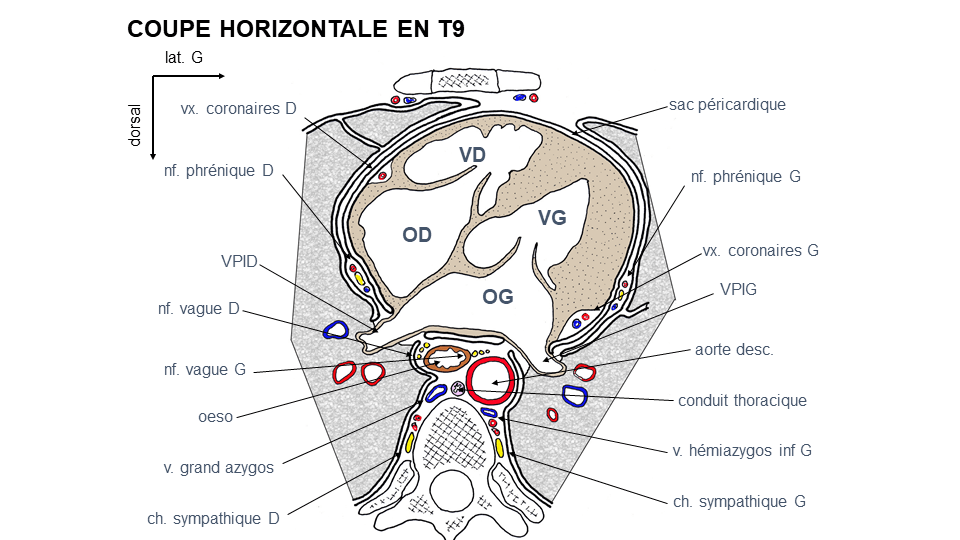 COUPE HORIZONTALE EN T9
lat. G
dorsal
vx. coronaires D
nf. phrénique D
VPID
nf. vague D
nf. vague G
oeso
v. grand azygos
ch. sympathique D
VD
VG
OD
OG
sac péricardique
nf. phrénique G
vx. coronaires G
VPIG
aorte desc.
conduit thoracique
v. hémiazygos inf G
ch. sympathique G